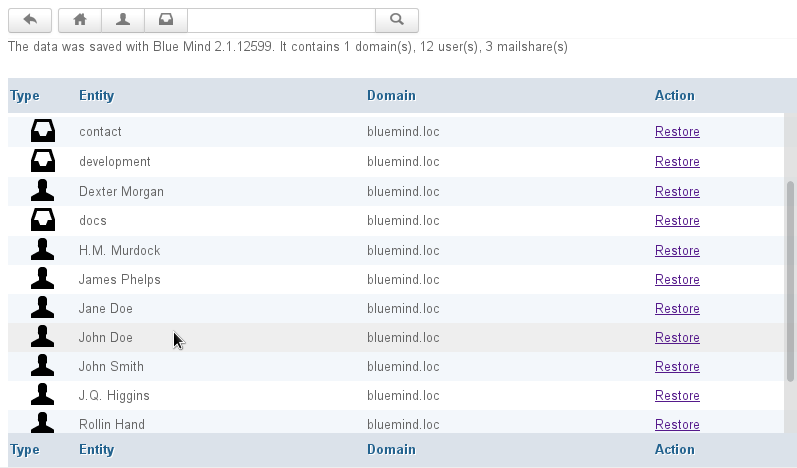 The data was saved with Blue Mind 2.1.12599. It contains 1 domain(s), 12 user(s), 3 mailshare(s)
Type Entity Domain Action
contact bluemind.loc Restore
development bluemind.loc Restore
Dexter Morgan bluemind.loc Restore
docs bluemind.loc Restore
H.M. Murdock bluemind.loc Restore
James Phelps bluemind.loc Restore
Jane Doe bluemind.loc Restore
John Doe bluemind.loc Restore
John Smith bluemind.loc Restore
J.Q. Higgins bluemind.loc Restore
Rollin Hand bluemind.loc Restore
Type Entity Domain Action